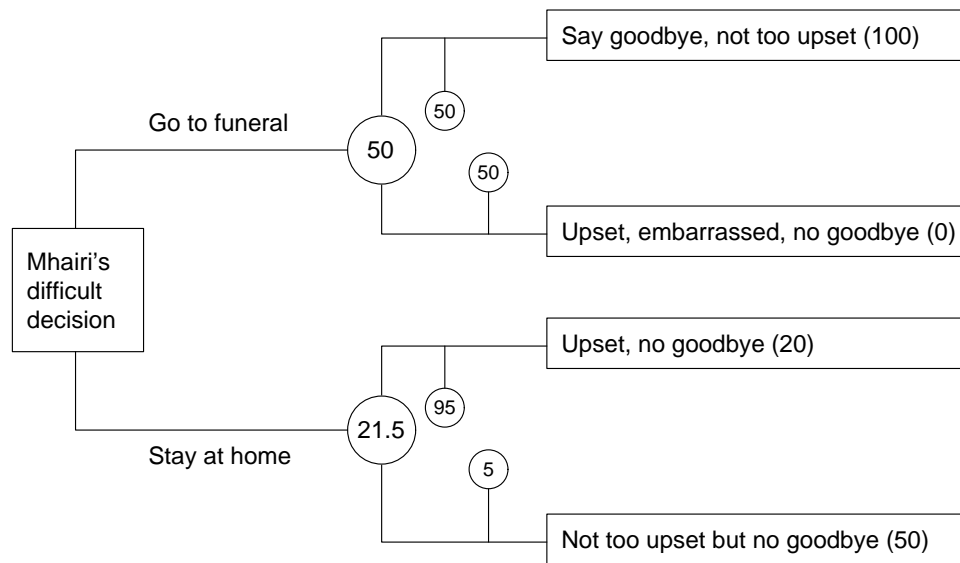 Say goodbye, not too upset (100)
50
Go to funeral
50
50
Upset, embarrassed, no goodbye (0)
Mhairi’s
difficult
decision
Upset, no goodbye (20)
95
21.5
Stay at home
5
Not too upset but no goodbye (50)